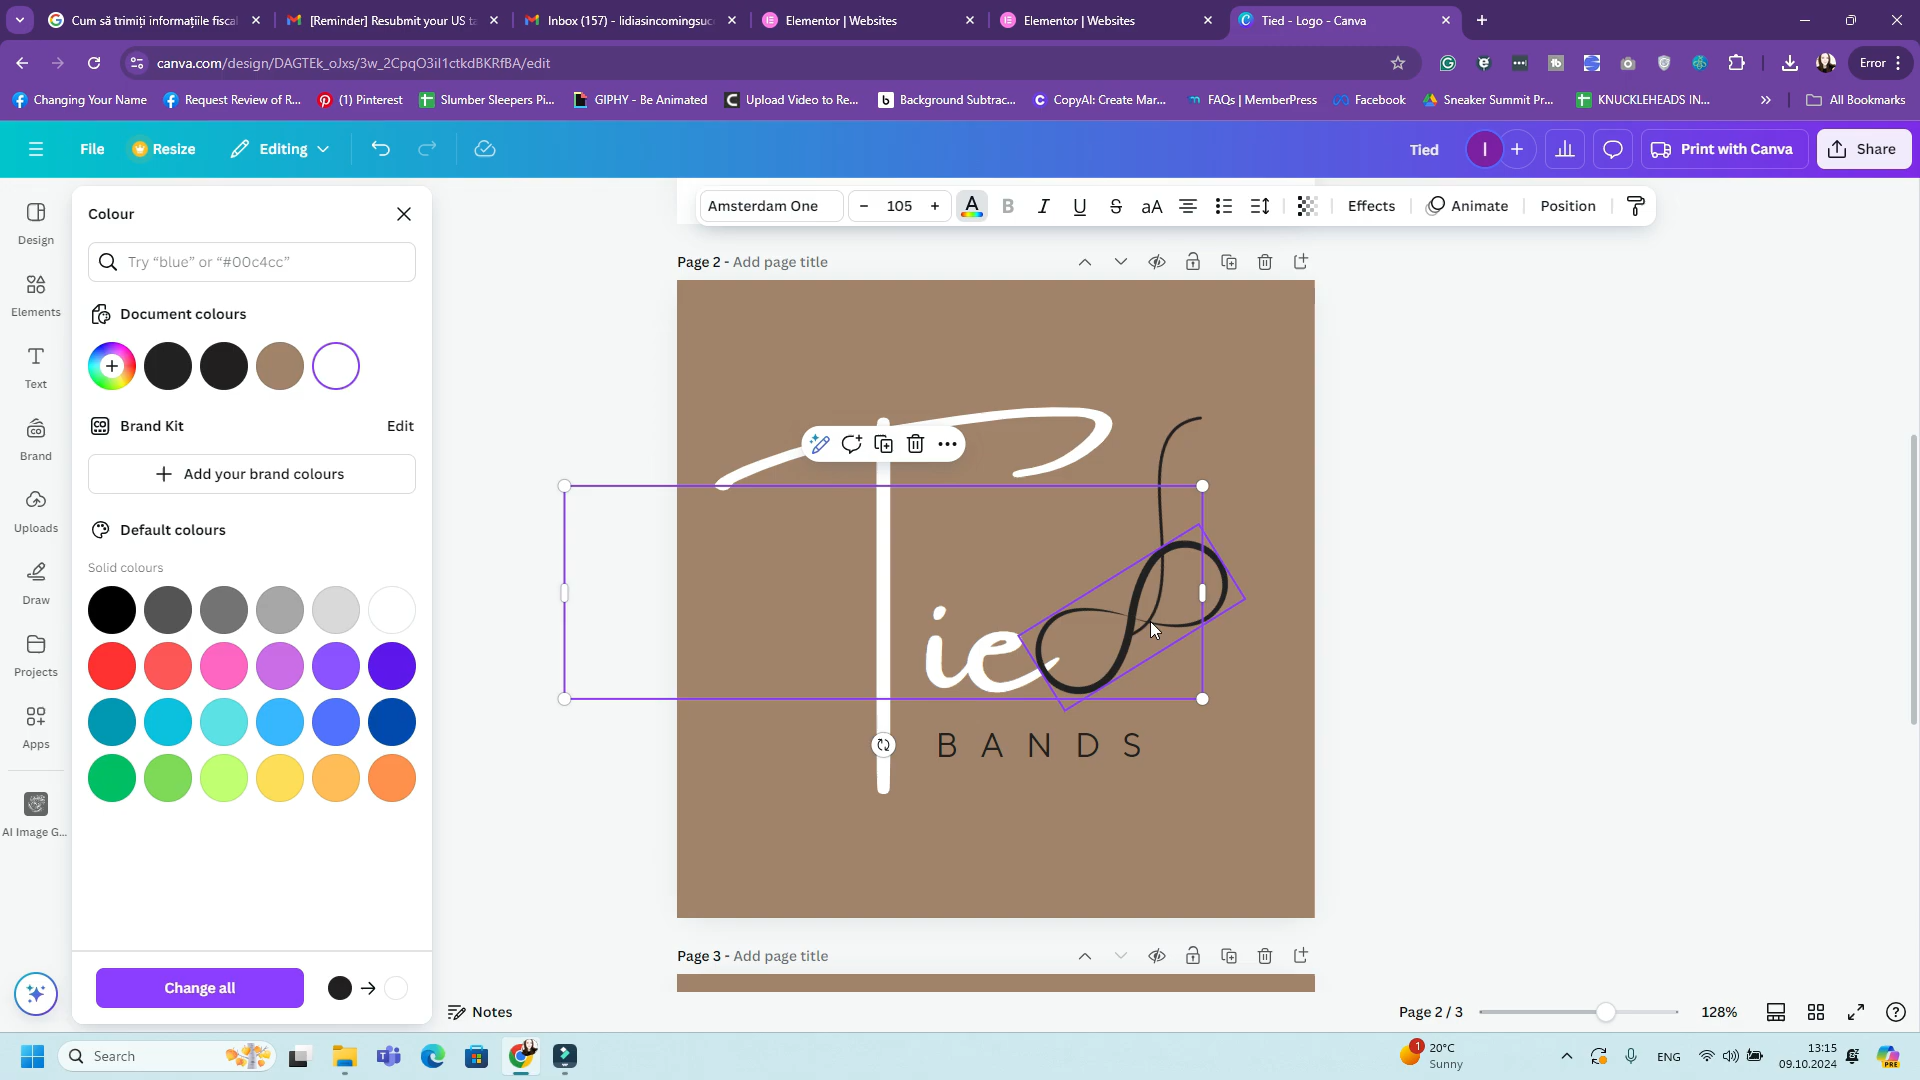 Cum să trimiți informațiile fiscal
[Reminder] Resubmit your US ta
Inbox (157) - lidiasincomingsuc
Elementor | Websites
Elementor | Websites
Tied - Logo - Canva
canva.com/design/DAGTEk_oJxs/3w_2CpqO3il1ctkdBKRfBA/edit
Error
Changing Your Name
Request Review of R...
(1) Pinterest
Slumber Sleepers Pi...
GIPHY - Be Animated
Upload Video to Re...
Background Subtrac...
CopyAI: Create Mar...
FAQs | MemberPress
Facebook
Sneaker Summit Pr...
KNUCKLEHEADS IN...
All Bookmarks
File
Resize
Editing
Tied
I
Print with Canva
Share
Amsterdam One
105
Effects
Animate
Position
Design
Elements
Text
Brand
Uploads
Draw
Projects
Apps
AI Image G...
Colour
Try “blue” or “#00c4cc”
Document colours
Brand Kit
Edit
Add your brand colours
Default colours
Solid colours
Change all
Page 2 - Add page title
Tied
BANDS
Page 3 - Add page title
Notes
Page 2 / 3
128%
Search
1
20°C
Sunny
ENG
13:15
09.10.2024
PRE